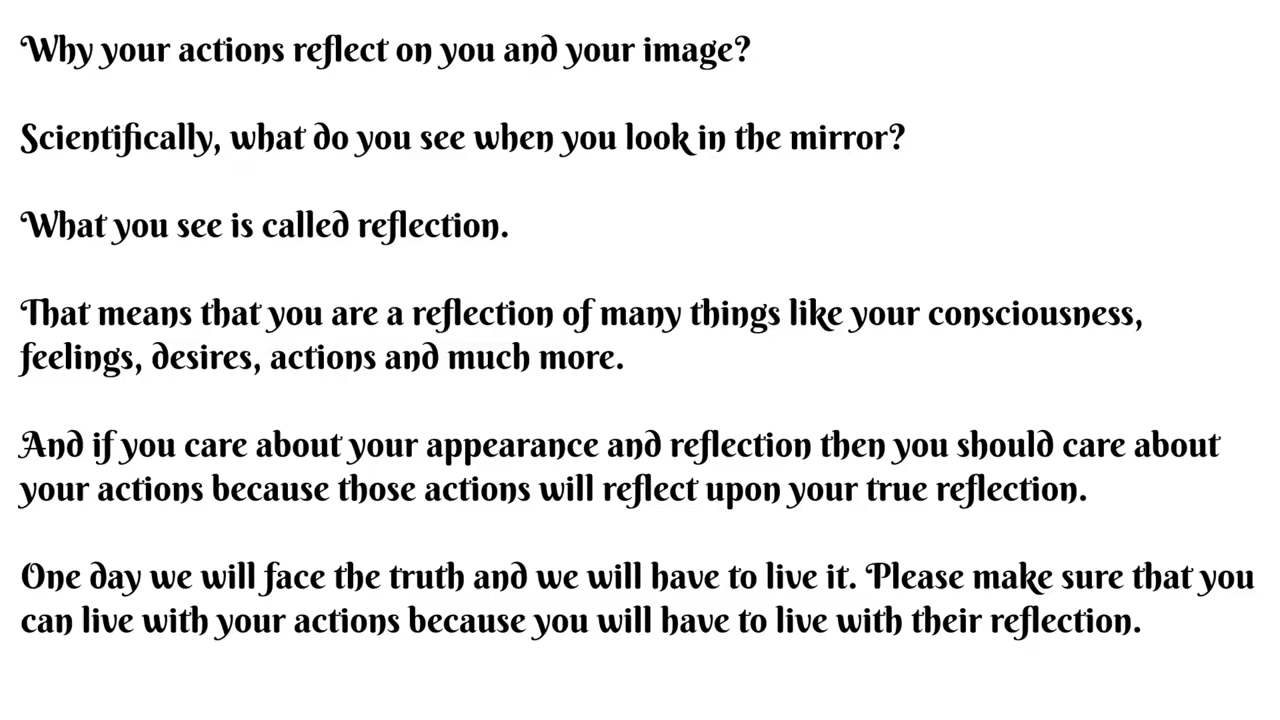 Why your actions reflect on you and your image?
Scientifically, what do you see when you look in the mirror?
What you see is called reflection.
That means that you are a reflection of many things like your consciousness,
feelings, desires, actions and much more.
And if you care about your appearance and reflection then you should care about
your actions because those actions will reflect upon your true reflection.
One day we will face the truth and we will have to live it. Please make sure that you
can live with your actions because you will have to live with their reflection.